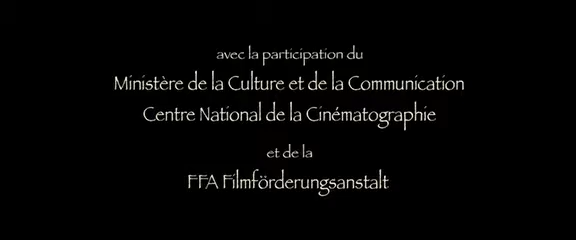 avec la participation du
Ministère de la Culture et de la Communication
Centre National de la Cinématographie
et de la
FFA Filmförderungsanstalt